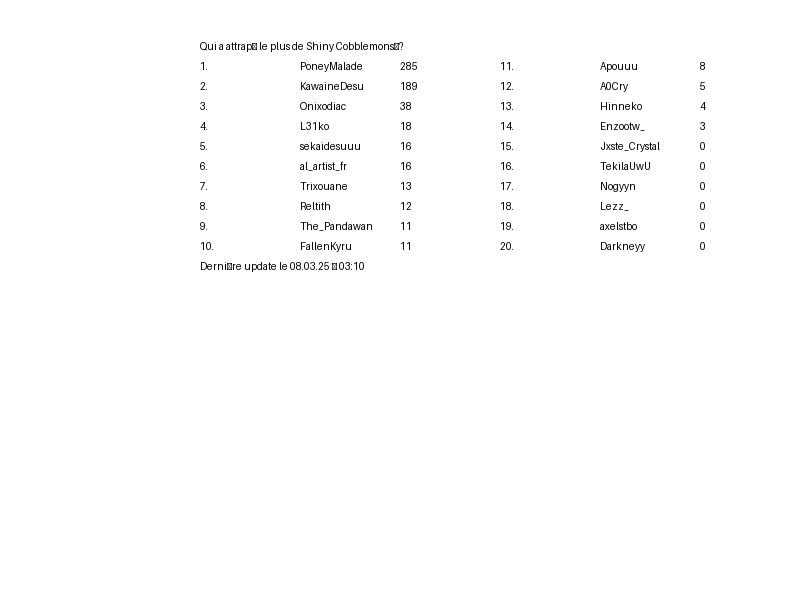 Qui a attrap□ le plus de Shiny Cobblemons□?
1. PoneyMalade 285 11. Apouuu 8
2. KawaineDesu 189 12. A0Cry 5
3. Onixodiac 38 13. Hinneko 4
4. L31ko 18 14. Enzootw_ 3
5. sekaidesuuu 16 15. Jxste_Crystal 0
6. al_artist_fr 16 16. TekilaUwU 0
7. Trixouane 13 17. Nogyyn 0
8. Reltith 12 18. Lezz_ 0
9. The_Pandawan 11 19. axelstbo 0
10. FallenKyru 11 20. Darkneyy 0
Derni□re update le 08.03.25 □ 03:10